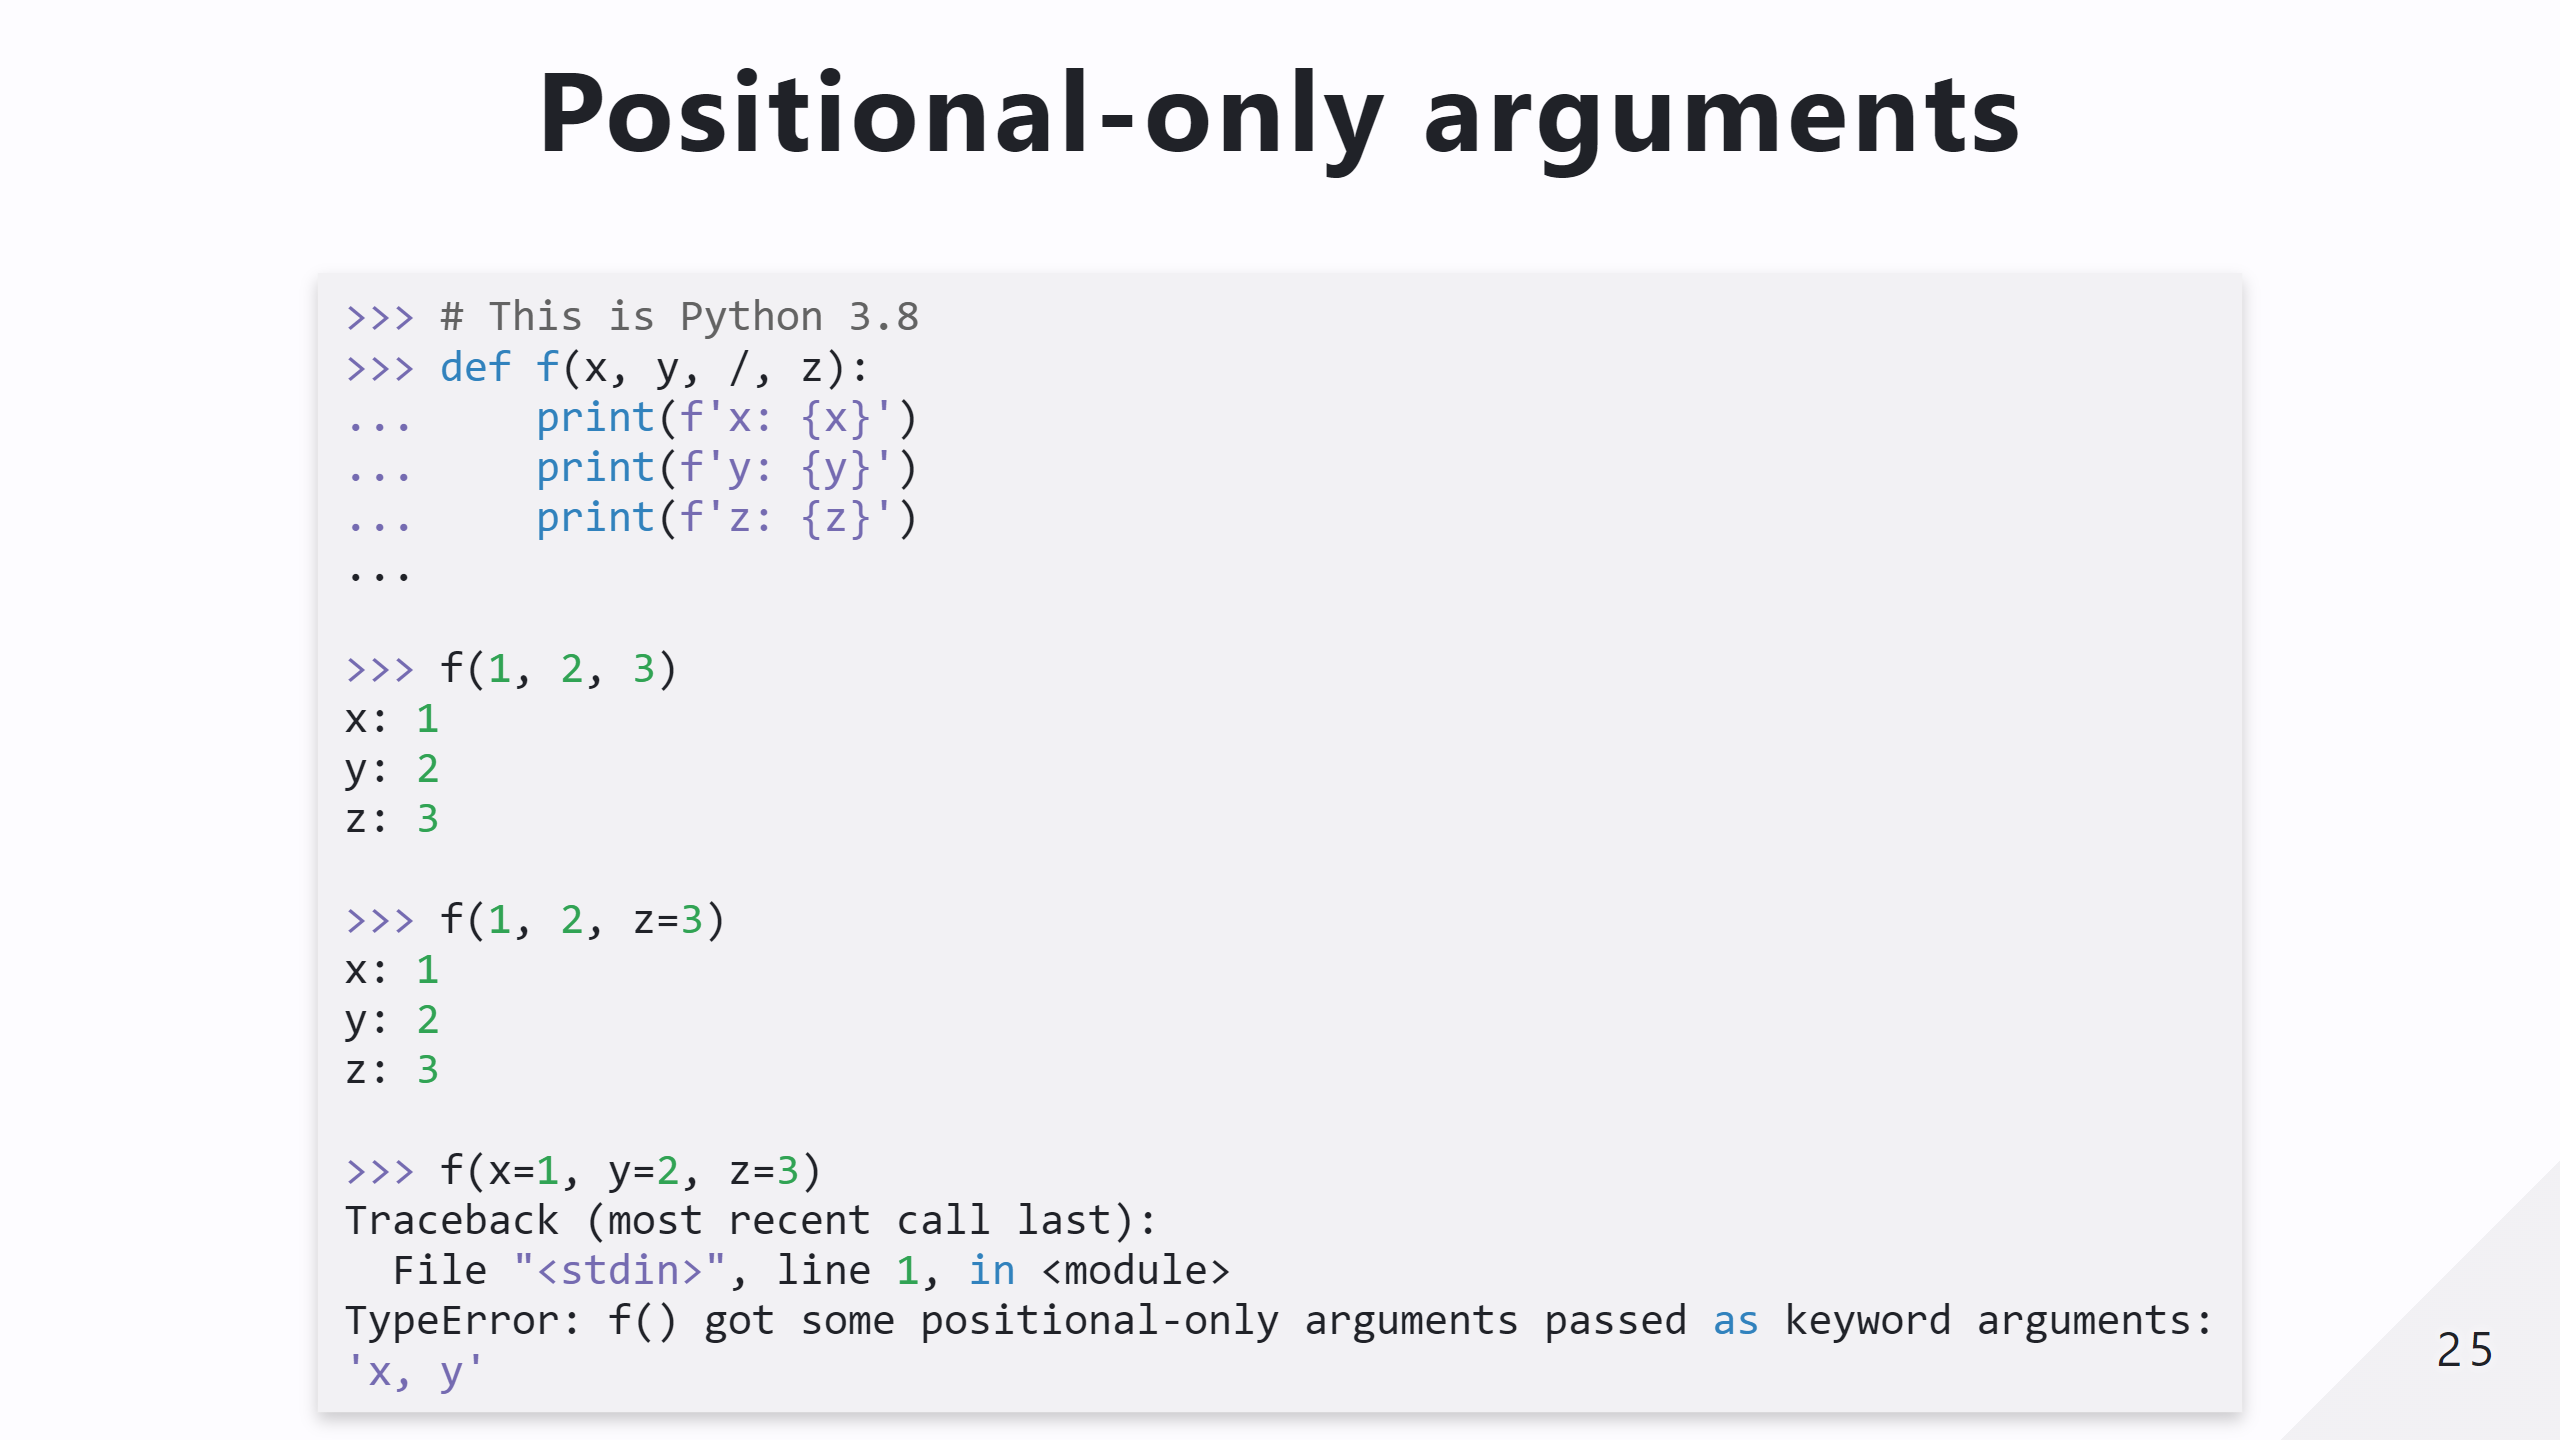 Positional-only arguments
>>> # This is Python 3.8
>>> def f(x, y, /, z):
...     print(f'x: {x}')
...     print(f'y: {y}')
...     print(f'z: {z}')
...
>>> f(1, 2, 3)
x: 1
y: 2
z: 3
>>> f(1, 2, z=3)
x: 1
y: 2
z: 3
>>> f(x=1, y=2, z=3)
Traceback (most recent call last):
  File "<stdin>", line 1, in <module>
TypeError: f() got some positional-only arguments passed as keyword arguments:
'x, y'
25